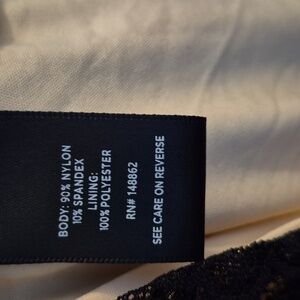 BODY: 90% NYLON
10% SPANDEX
LINING:
100% POLYESTER
RN# 148862
SEE CARE ON REVERSE